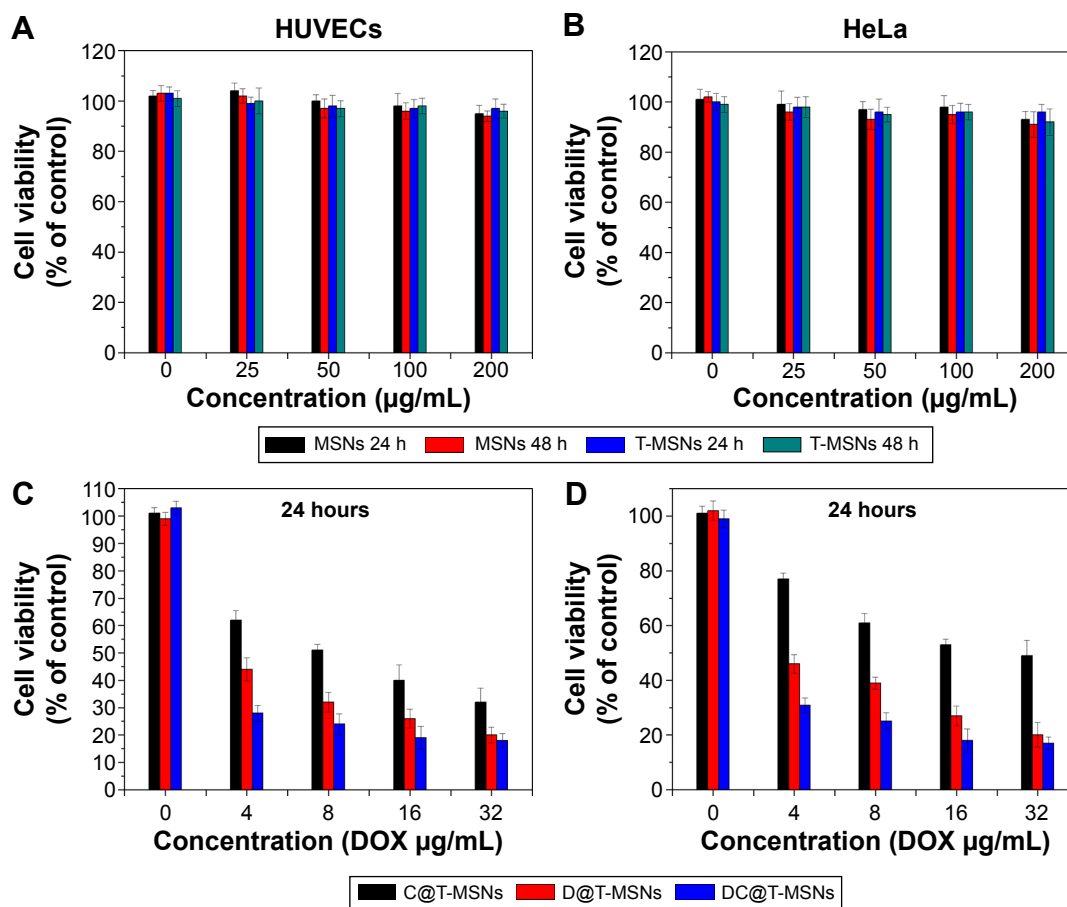 A
HUVECs
Cell viability
(% of control)
120
100
80
60
40
20
0
0 25 50 100 200
Concentration (µg/mL)
B
HeLa
Cell viability
(% of control)
120
100
80
60
40
20
0
0 25 50 100 200
Concentration (µg/mL)
MSNs 24 h MSNs 48 h T-MSNs 24 h T-MSNs 48 h
C
24 hours
Cell viability
(% of control)
110
100
90
80
70
60
50
40
30
20
10
0
0 4 8 16 32
Concentration (DOX µg/mL)
D
24 hours
Cell viability
(% of control)
100
80
60
40
20
0
0 4 8 16 32
Concentration (DOX µg/mL)
C@T-MSNs D@T-MSNs DC@T-MSNs